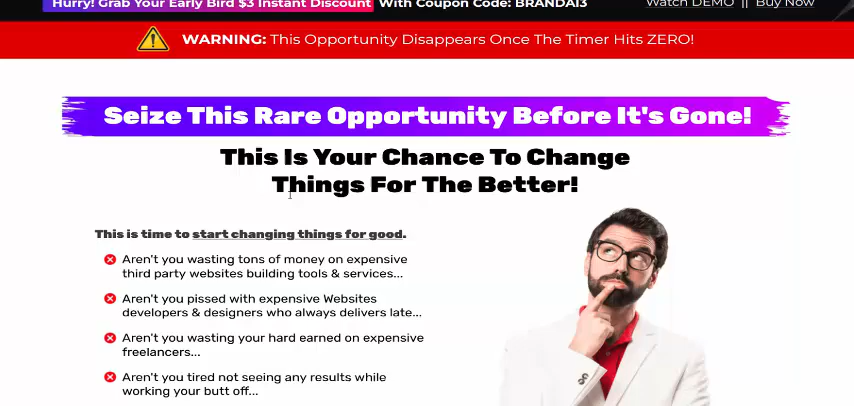 Hurry! Grab Your Early Bird $3 Instant Discount With Coupon Code: BRANDAI3
Watch DEMO || Buy Now
WARNING: This Opportunity Disappears Once The Timer Hits ZERO!
Seize This Rare Opportunity Before It's Gone!
This Is Your Chance To Change
Things For The Better!
This is time to start changing things for good.
Aren't you wasting tons of money on expensive
third party websites building tools & services...
Aren't you pissed with expensive Websites
developers & designers who always delivers late...
Aren't you wasting your hard earned on expensive
freelancers...
Aren't you tired not seeing any results while
working your butt off...